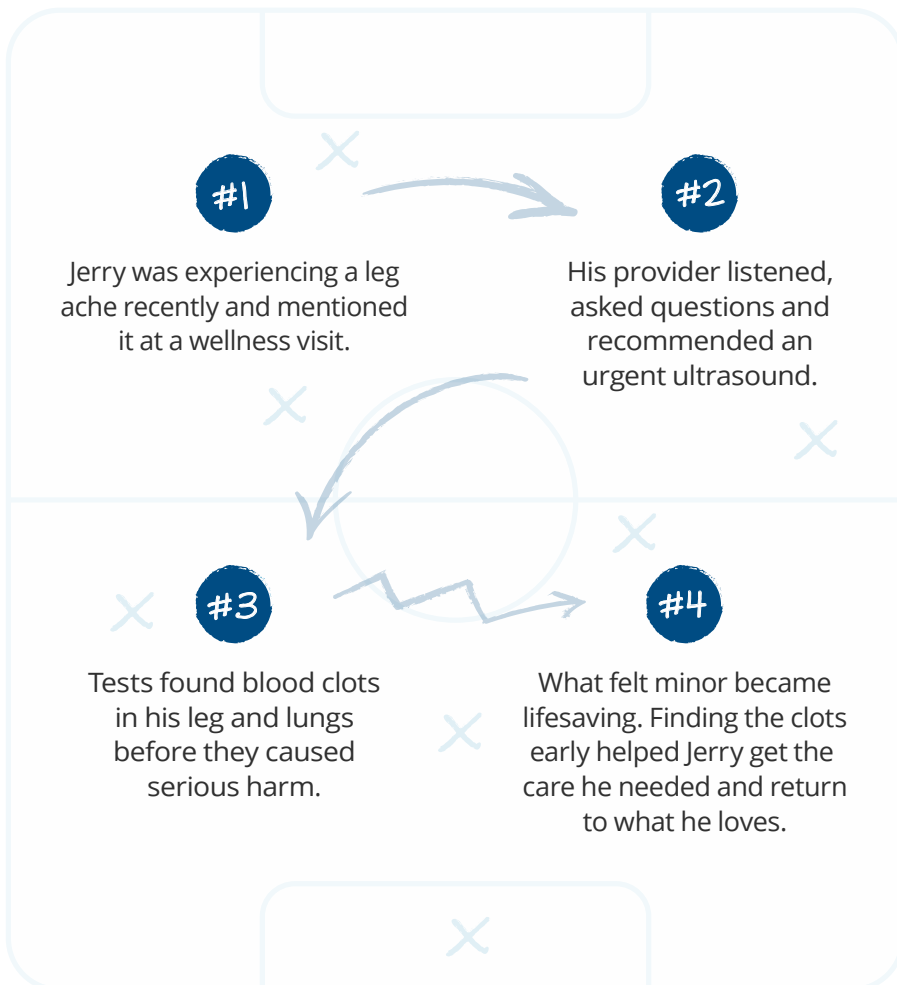 #1
Jerry was experiencing a leg
ache recently and mentioned
it at a wellness visit.
#2
His provider listened,
asked questions and
recommended an
urgent ultrasound.
#3
Tests found blood clots
in his leg and lungs
before they caused
serious harm.
#4
What felt minor became
lifesaving. Finding the clots
early helped Jerry get the
care he needed and return
to what he loves.